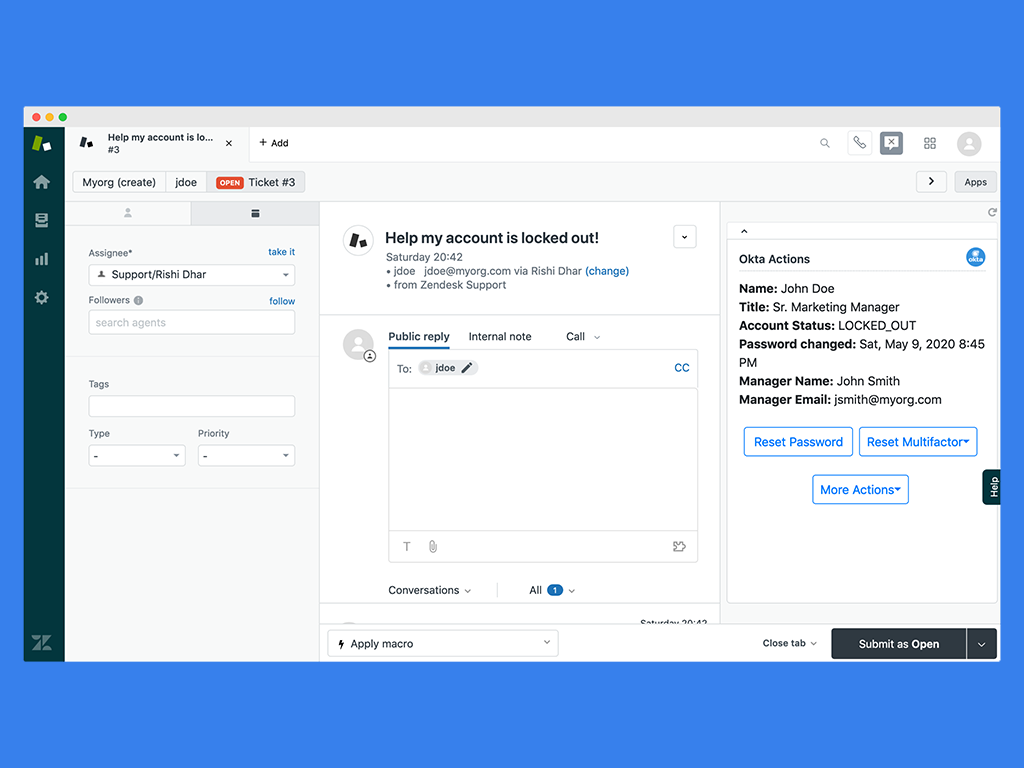 Help my account is lo...
#3
+ Add
Myorg (create)
jdoe
OPEN Ticket #3
Apps
Assignee*
take it
Support/Rishi Dhar
Followers
follow
search agents
Tags
Type
Priority
-
-
Help my account is locked out!
Saturday 20:42
• jdoe jdoe@myorg.com via Rishi Dhar (change)
• from Zendesk Support
Public reply
Internal note
Call
To: jdoe
CC
T
Conversations
All 1
Saturday 20:42
Apply macro
Close tab
Submit as Open
Okta Actions
okta
Name: John Doe
Title: Sr. Marketing Manager
Account Status: LOCKED_OUT
Password changed: Sat, May 9, 2020 8:45
PM
Manager Name: John Smith
Manager Email: jsmith@myorg.com
Reset Password
Reset Multifactor
More Actions
Help